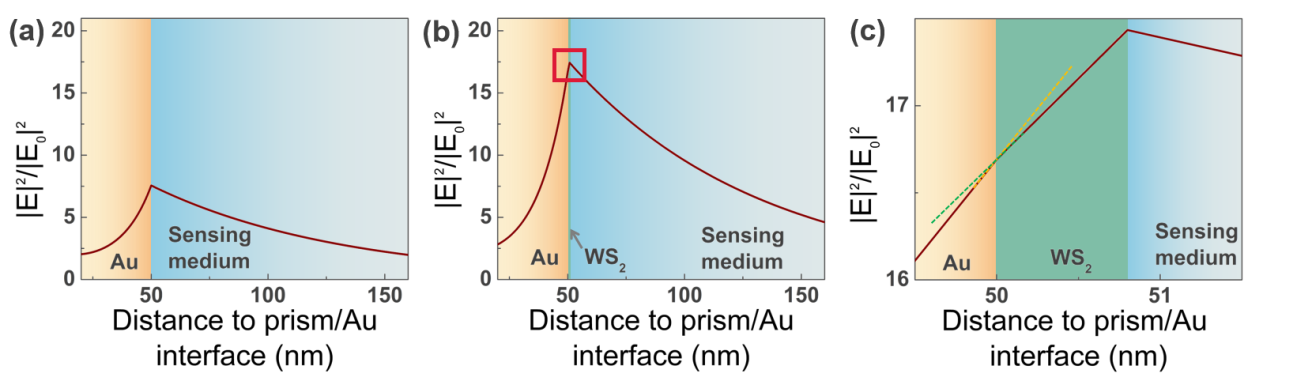 (a)
20
15
10
5
0
|E|²/|E₀|²
Au
Sensing
medium
50
100
150
Distance to prism/Au
interface (nm)
(b)
20
15
10
5
0
|E|²/|E₀|²
Au
WS₂
Sensing
medium
50
100
150
Distance to prism/Au
interface (nm)
(c)
17
16
|E|²/|E₀|²
Au
WS₂
Sensing
medium
50
51
Distance to prism/Au
interface (nm)